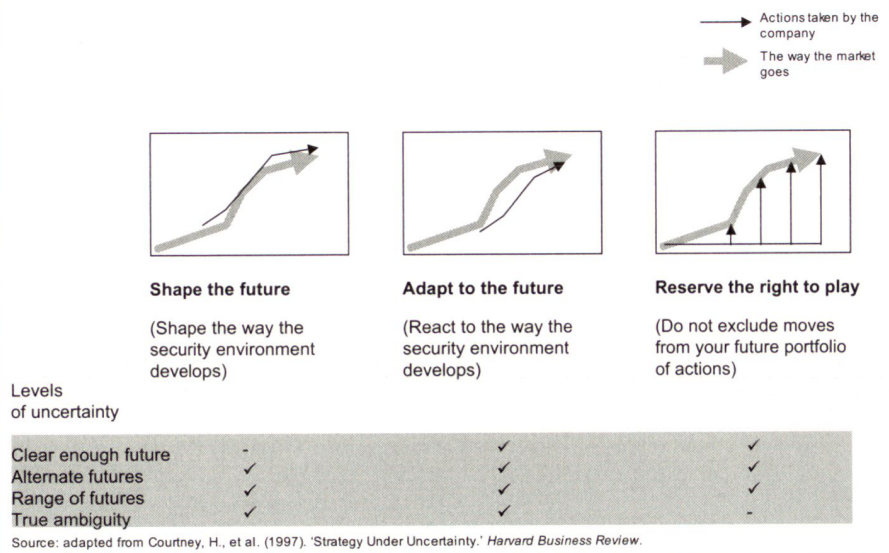 Actions taken by the
company
The way the market
goes
Shape the future
Adapt to the future
Reserve the right to play
(Shape the way the
security environment
develops)
(React to the way the
security environment
develops)
(Do not exclude moves
from your future portfolio
of actions)
Levels
of uncertainty
Clear enough future - ✓ ✓
Alternate futures ✓ ✓ ✓
Range of futures ✓ ✓ ✓
True ambiguity ✓ ✓ -
Source: adapted from Courtney, H., et al. (1997). 'Strategy Under Uncertainty.' Harvard Business Review.